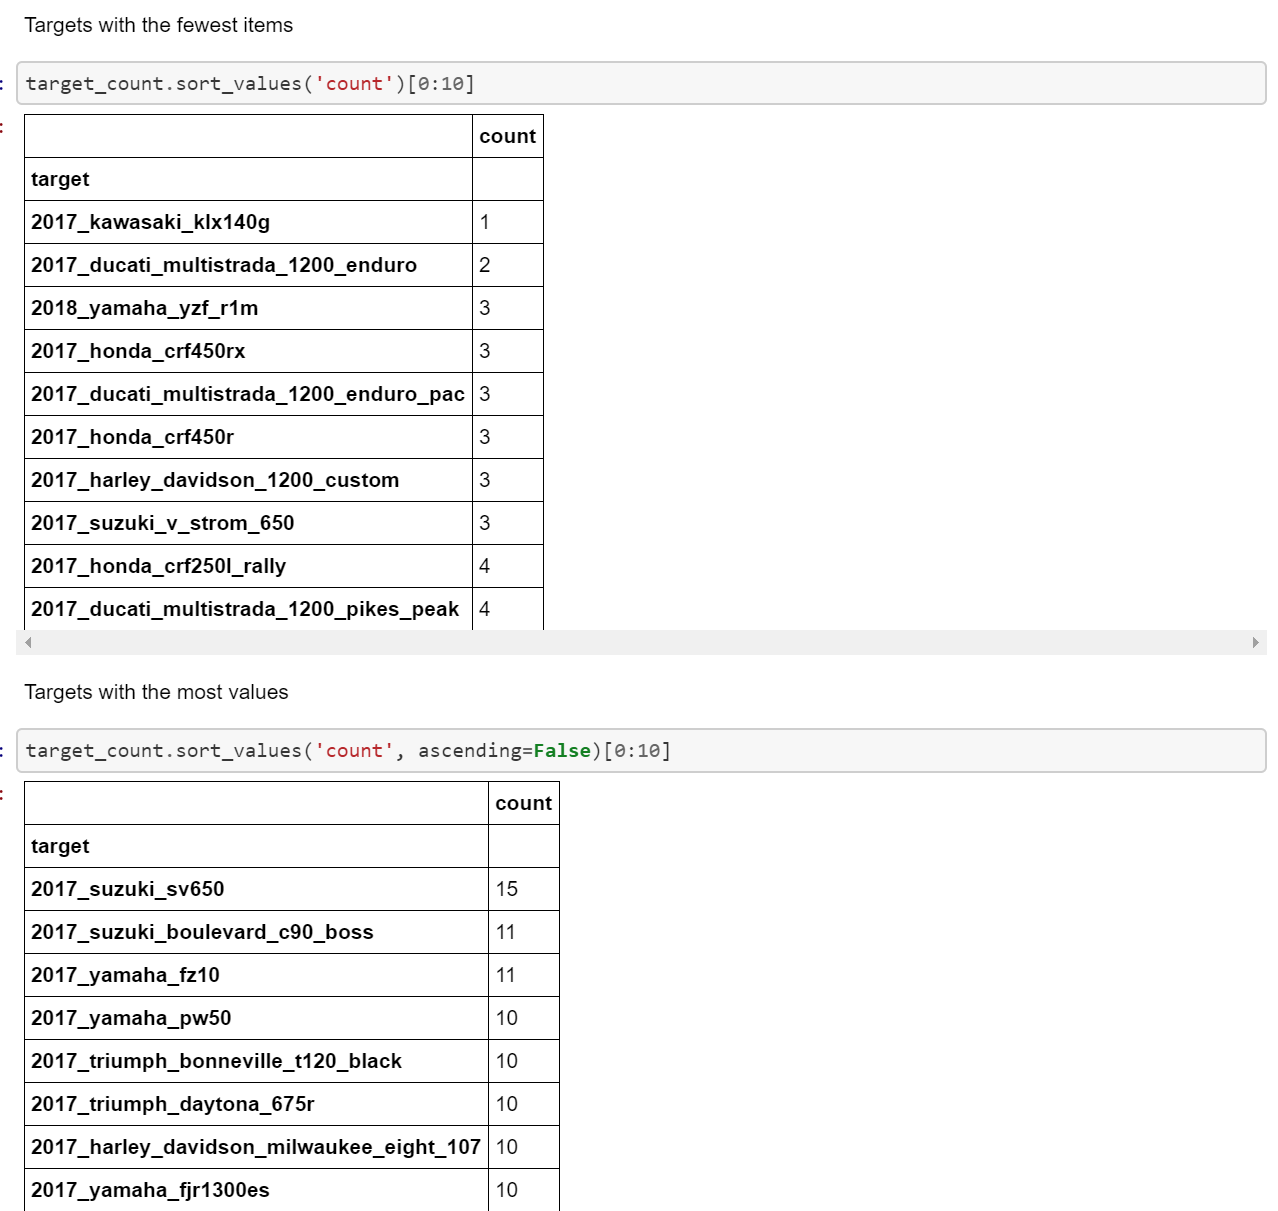 Targets with the fewest items
: target_count.sort_values('count')[0:10]
: count
target
2017_kawasaki_klx140g 1
2017_ducati_multistrada_1200_enduro 2
2018_yamaha_yzf_r1m 3
2017_honda_crf450rx 3
2017_ducati_multistrada_1200_enduro_pac 3
2017_honda_crf450r 3
2017_harley_davidson_1200_custom 3
2017_suzuki_v_strom_650 3
2017_honda_crf250l_rally 4
2017_ducati_multistrada_1200_pikes_peak 4
Targets with the most values
: target_count.sort_values('count', ascending=False)[0:10]
: count
target
2017_suzuki_sv650 15
2017_suzuki_boulevard_c90_boss 11
2017_yamaha_fz10 11
2017_yamaha_pw50 10
2017_triumph_bonneville_t120_black 10
2017_triumph_daytona_675r 10
2017_harley_davidson_milwaukee_eight_107 10
2017_yamaha_fjr1300es 10